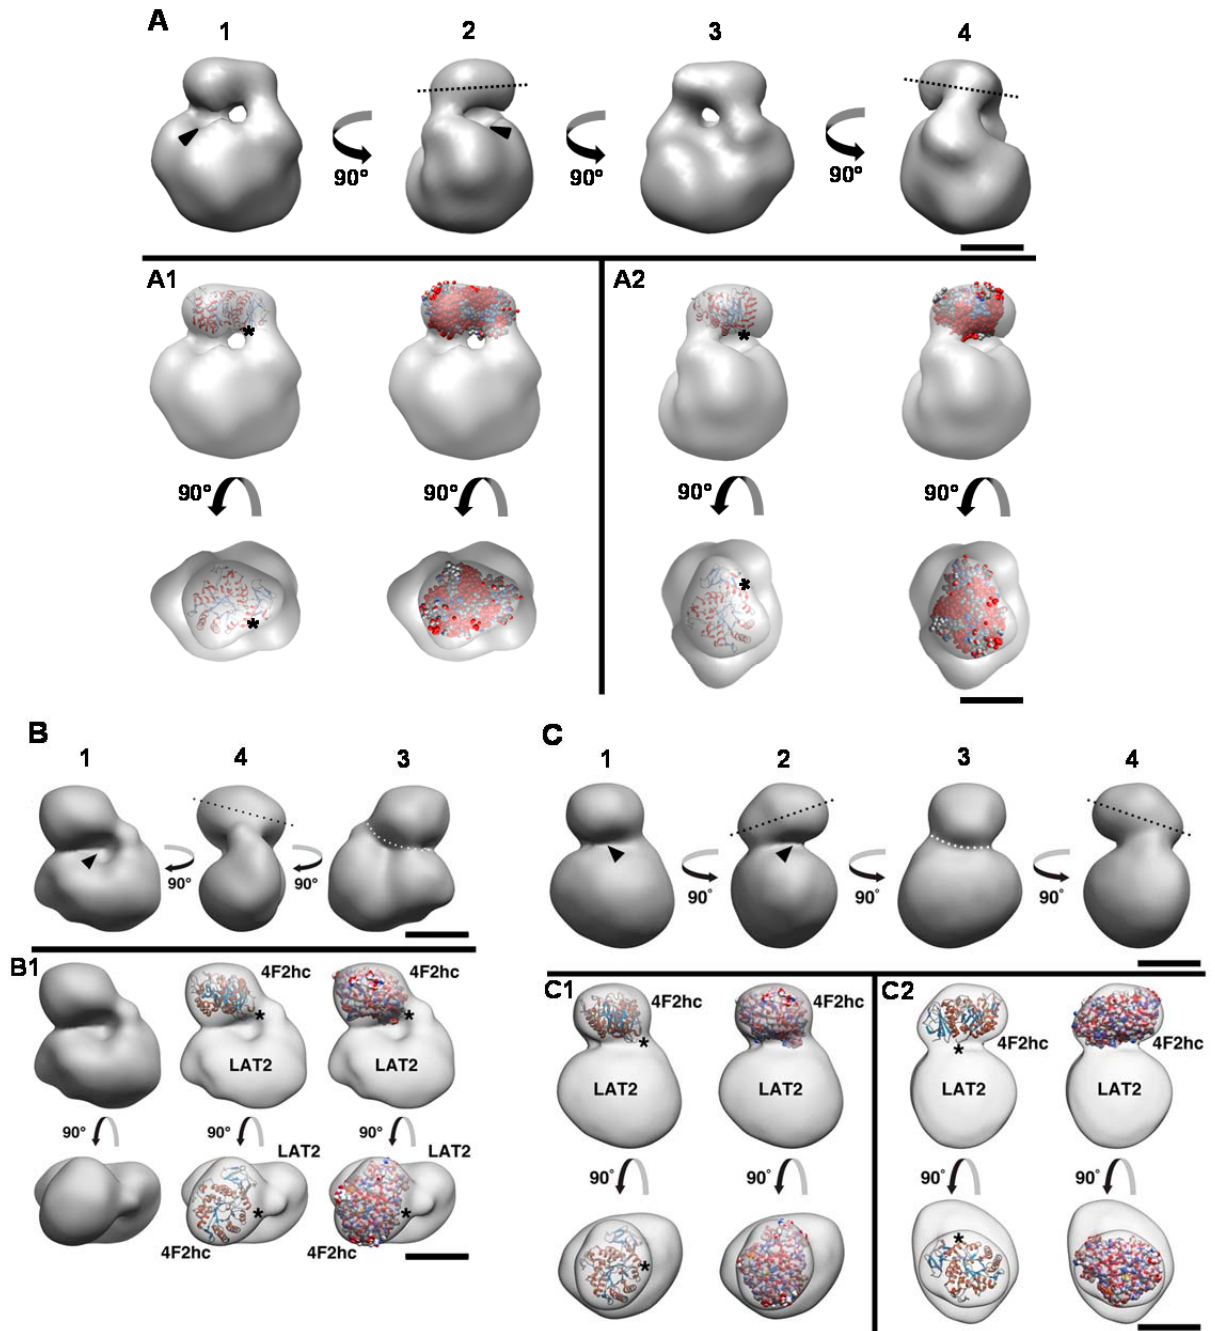 A
1 2 3 4
90° 90° 90°
A1 A2
* *
90° 90° 90° 90°
* *
B C
1 4 3 1 2 3 4
90° 90° 90° 90° 90°
B1 4F2hc 4F2hc
* *
LAT2 LAT2
90° 90° 90°
LAT2 LAT2
* *
4F2hc 4F2hc
C1 4F2hc 4F2hc C2 4F2hc 4F2hc
* *
LAT2 LAT2 LAT2 LAT2
90° 90° 90° 90°
* *